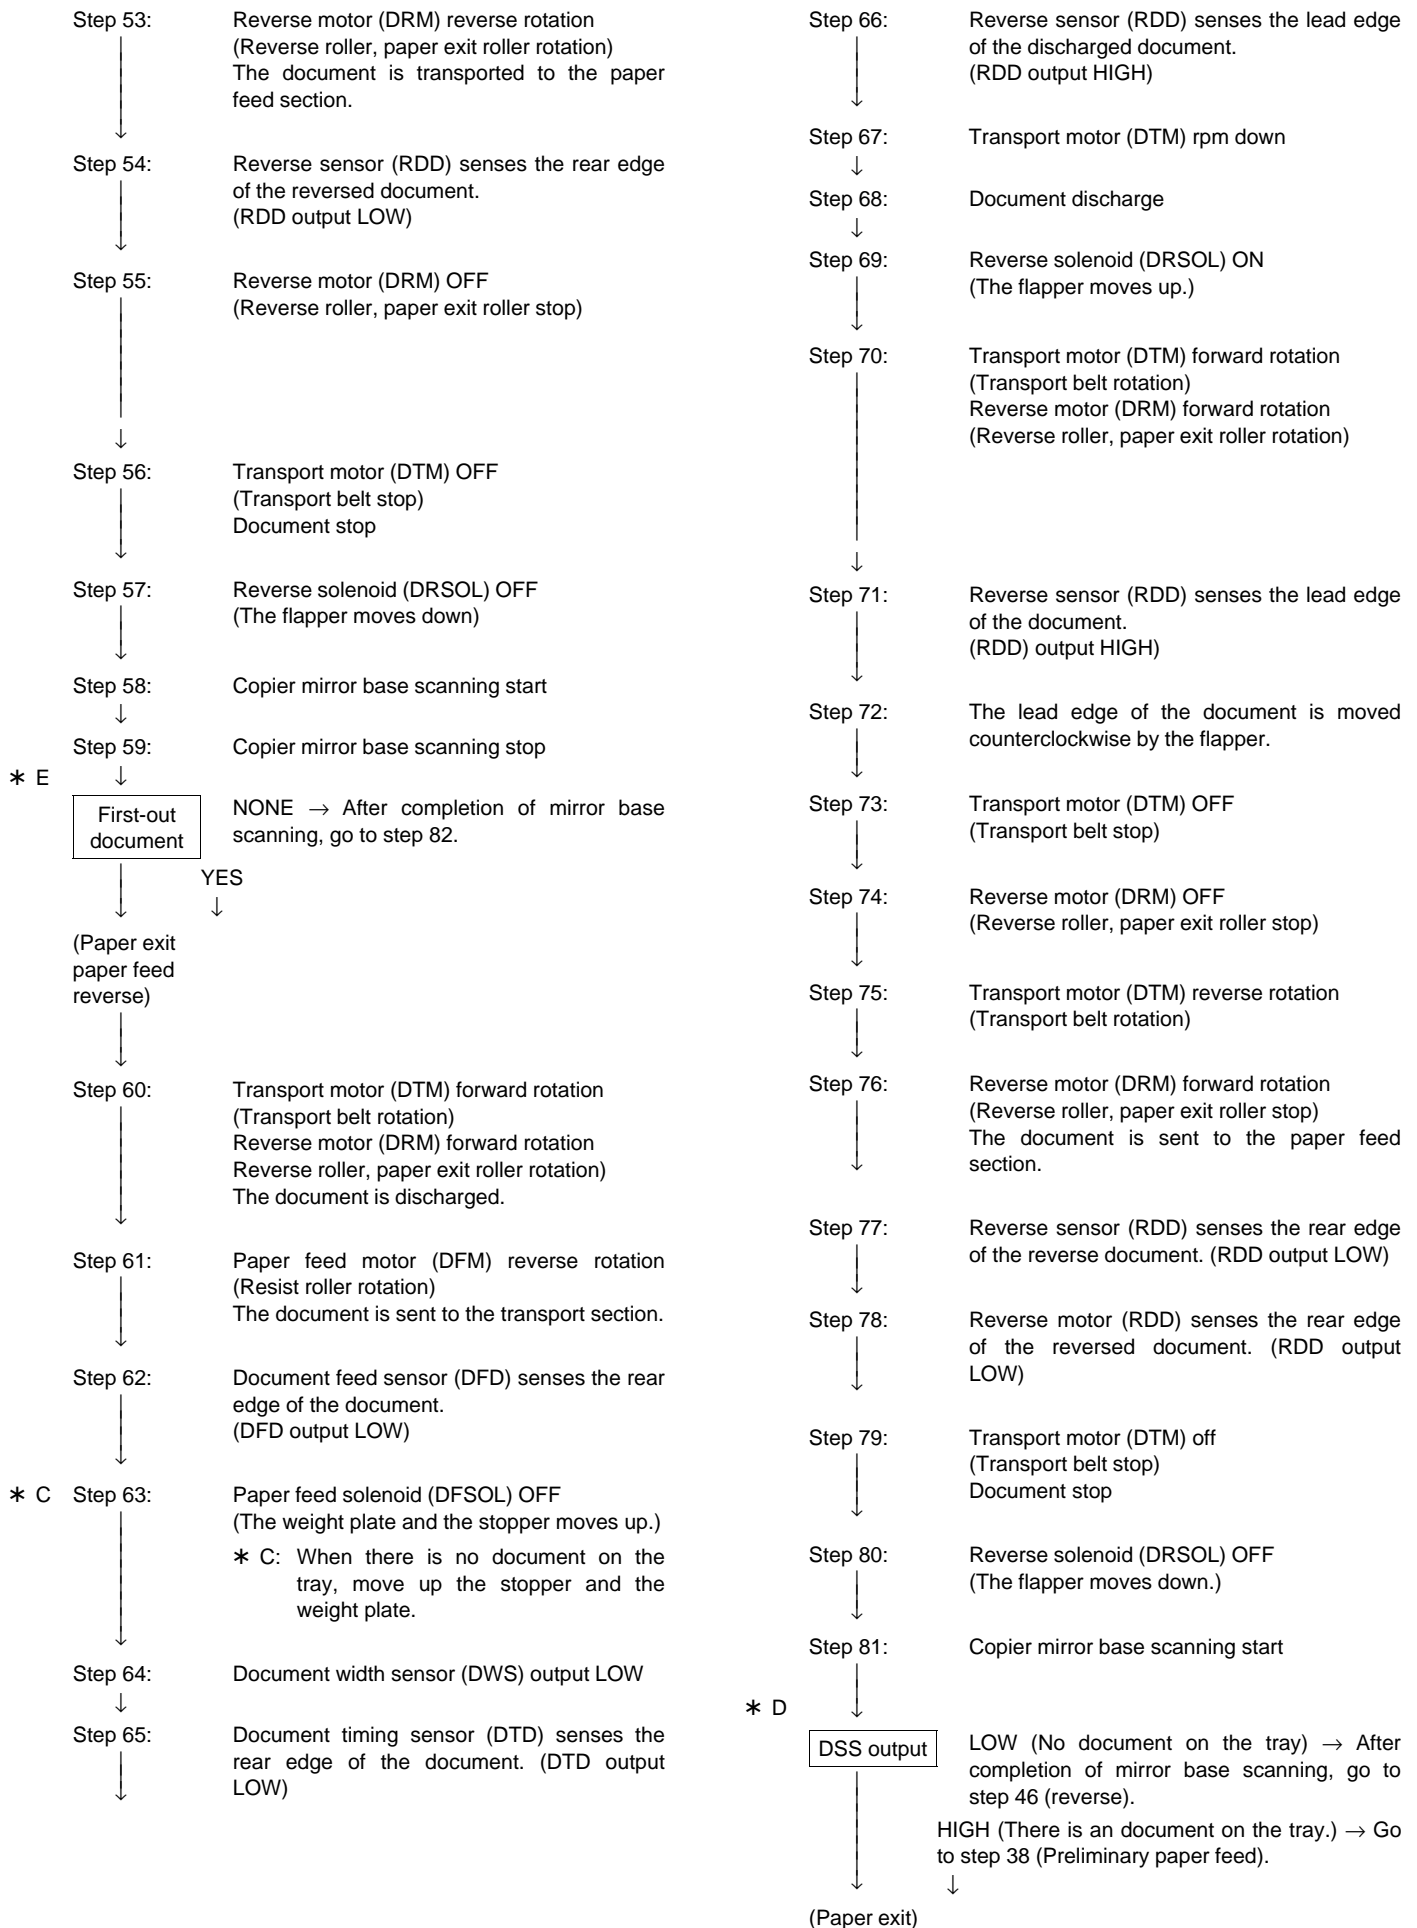 Step 53: Reverse motor (DRM) reverse rotation
(Reverse roller, paper exit roller rotation)
The document is transported to the paper
feed section.
↓
Step 54: Reverse sensor (RDD) senses the rear edge
of the reversed document.
(RDD output LOW)
↓
Step 55: Reverse motor (DRM) OFF
(Reverse roller, paper exit roller stop)
↓
Step 56: Transport motor (DTM) OFF
(Transport belt stop)
Document stop
↓
Step 57: Reverse solenoid (DRSOL) OFF
(The flapper moves down)
↓
Step 58: Copier mirror base scanning start
↓
Step 59: Copier mirror base scanning stop
* E ↓
First-out
document
NONE → After completion of mirror base
scanning, go to step 82.
YES
↓ ↓
(Paper exit
paper feed
reverse)
↓
Step 60: Transport motor (DTM) forward rotation
(Transport belt rotation)
Reverse motor (DRM) forward rotation
Reverse roller, paper exit roller rotation)
The document is discharged.
↓
Step 61: Paper feed motor (DFM) reverse rotation
(Resist roller rotation)
The document is sent to the transport section.
↓
Step 62: Document feed sensor (DFD) senses the rear
edge of the document.
(DFD output LOW)
↓
* C Step 63: Paper feed solenoid (DFSOL) OFF
(The weight plate and the stopper moves up.)
* C: When there is no document on the
tray, move up the stopper and the
weight plate.
↓
Step 64: Document width sensor (DWS) output LOW
↓
Step 65: Document timing sensor (DTD) senses the
rear edge of the document. (DTD output
LOW)
↓
Step 66: Reverse sensor (RDD) senses the lead edge
of the discharged document.
(RDD output HIGH)
↓
Step 67: Transport motor (DTM) rpm down
↓
Step 68: Document discharge
↓
Step 69: Reverse solenoid (DRSOL) ON
(The flapper moves up.)
↓
Step 70: Transport motor (DTM) forward rotation
(Transport belt rotation)
Reverse motor (DRM) forward rotation
(Reverse roller, paper exit roller rotation)
↓
Step 71: Reverse sensor (RDD) senses the lead edge
of the document.
(RDD) output HIGH)
↓
Step 72: The lead edge of the document is moved
counterclockwise by the flapper.
↓
Step 73: Transport motor (DTM) OFF
(Transport belt stop)
↓
Step 74: Reverse motor (DRM) OFF
(Reverse roller, paper exit roller stop)
↓
Step 75: Transport motor (DTM) reverse rotation
(Transport belt rotation)
↓
Step 76: Reverse motor (DRM) forward rotation
(Reverse roller, paper exit roller stop)
The document is sent to the paper feed
section.
↓
Step 77: Reverse sensor (RDD) senses the rear edge
of the reverse document. (RDD output LOW)
↓
Step 78: Reverse motor (RDD) senses the rear edge
of the reversed document. (RDD output
LOW)
↓
Step 79: Transport motor (DTM) off
(Transport belt stop)
Document stop
↓
Step 80: Reverse solenoid (DRSOL) OFF
(The flapper moves down.)
↓
Step 81: Copier mirror base scanning start
* D ↓
DSS output
LOW (No document on the tray) → After
completion of mirror base scanning, go to
step 46 (reverse).
HIGH (There is an document on the tray.) → Go
to step 38 (Preliminary paper feed).
↓ ↓
(Paper exit)